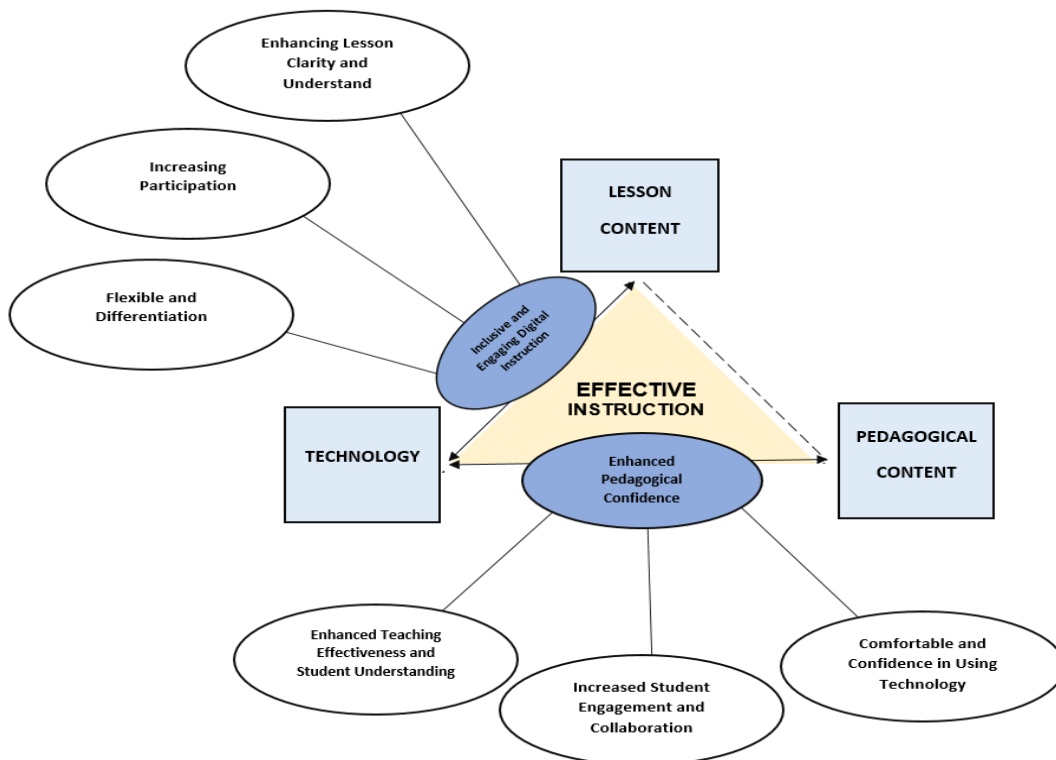 Enhancing Lesson
Clarity and
Understand
Increasing
Participation
Flexible and
Differentiation
LESSON
CONTENT
Inclusive and
Engaging Digital
Instruction
EFFECTIVE
INSTRUCTION
TECHNOLOGY
PEDAGOGICAL
CONTENT
Enhanced
Pedagogical
Confidence
Enhanced Teaching
Effectiveness and
Student Understanding
Increased Student
Engagement and
Collaboration
Comfortable and
Confidence in Using
Technology